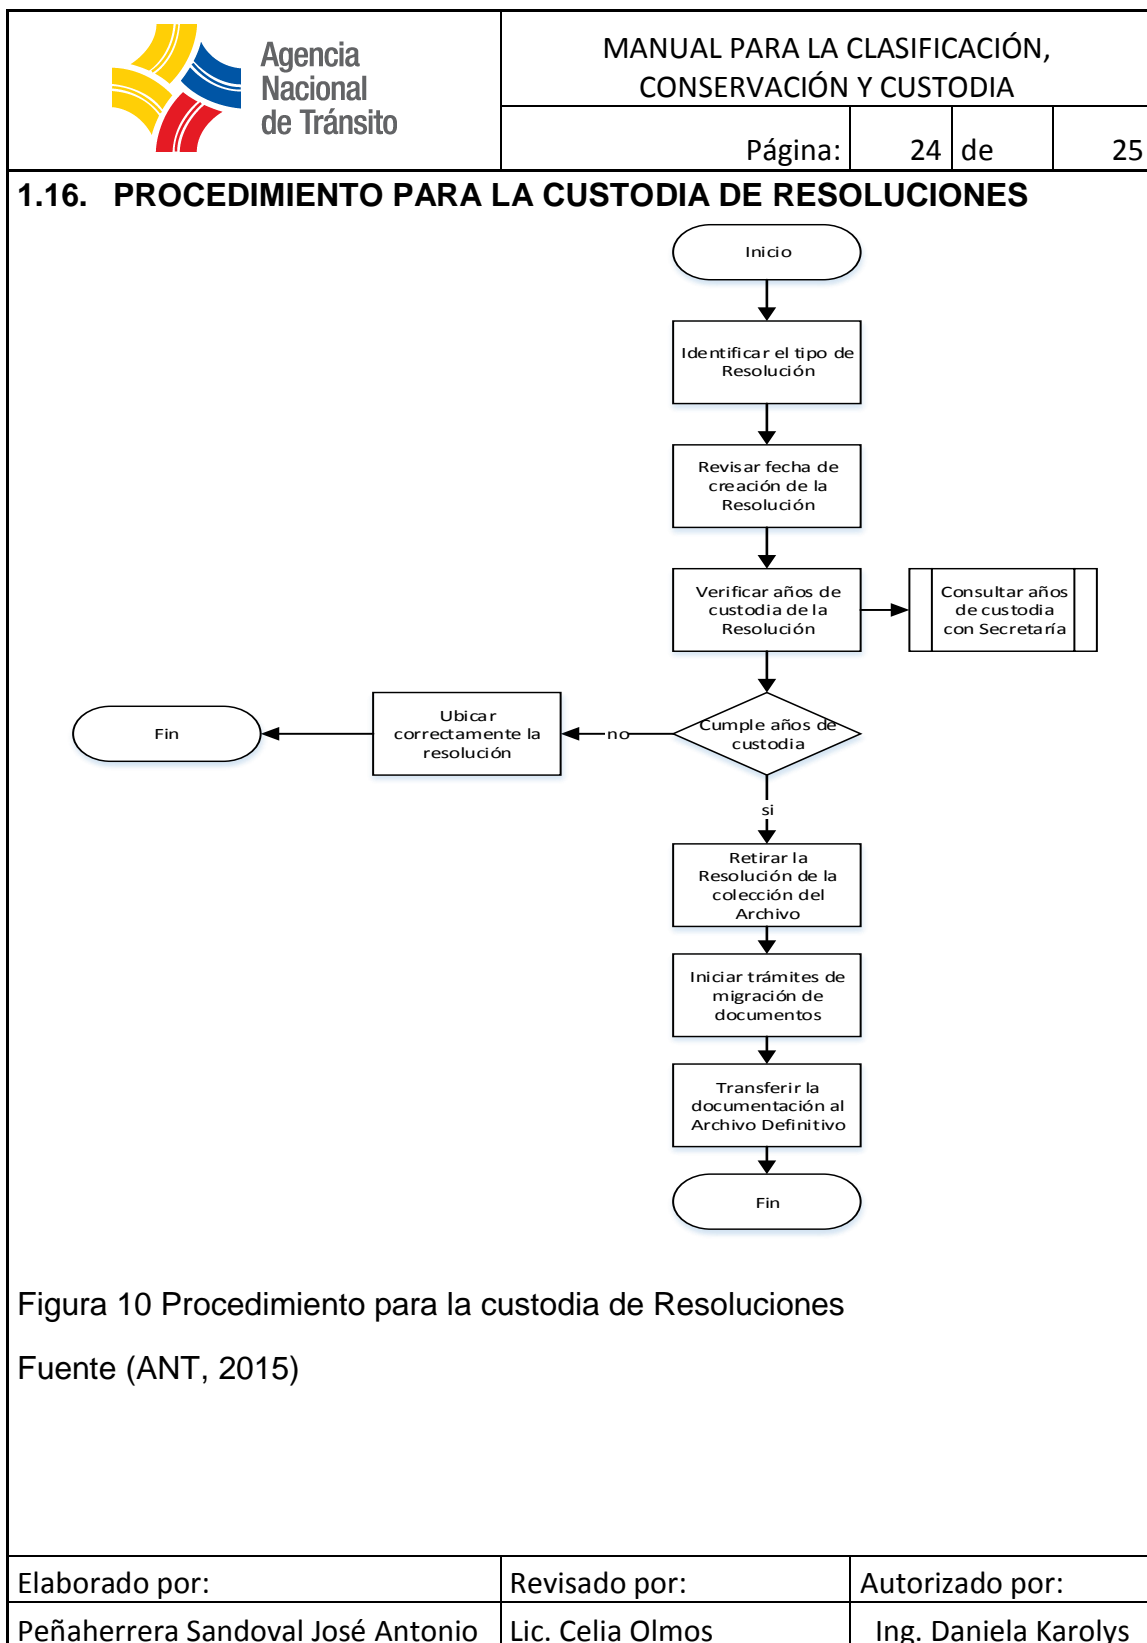 Agencia
Nacional
de Tránsito
MANUAL PARA LA CLASIFICACIÓN,
CONSERVACIÓN Y CUSTODIA
Página: 24 de 25
1.16. PROCEDIMIENTO PARA LA CUSTODIA DE RESOLUCIONES
Inicio
Identificar el tipo de
Resolución
Revisar fecha de
creación de la
Resolución
Verificar años de
custodia de la
Resolución
Consultar años
de custodia
con Secretaría
Cumple años de
custodia
no
Ubicar
correctamente la
resolución
Fin
si
Retirar la
Resolución de la
colección del
Archivo
Iniciar trámites de
migración de
documentos
Transferir la
documentación al
Archivo Definitivo
Fin
Figura 10 Procedimiento para la custodia de Resoluciones
Fuente (ANT, 2015)
Elaborado por: Revisado por: Autorizado por:
Peñaherrera Sandoval José Antonio Lic. Celia Olmos Ing. Daniela Karolys